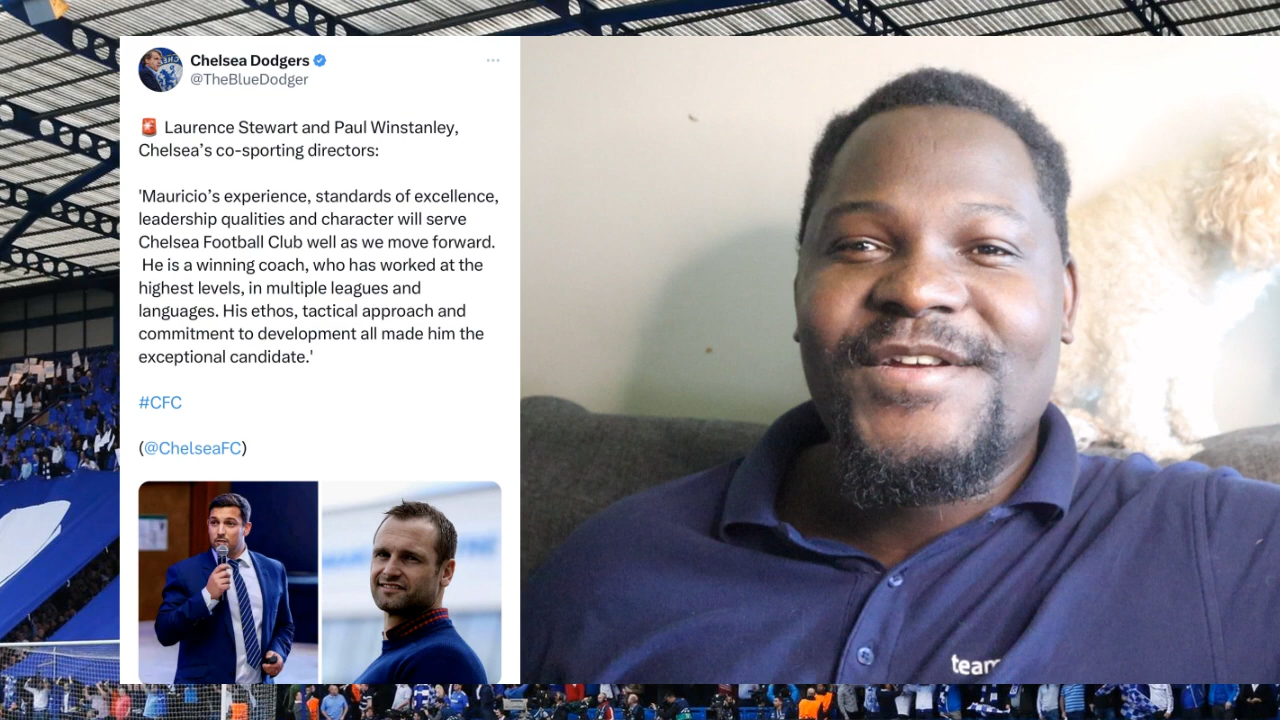 Chelsea Dodgers
@TheBlueDodger
Laurence Stewart and Paul Winstanley,
Chelsea’s co-sporting directors:
'Mauricio’s experience, standards of excellence,
leadership qualities and character will serve
Chelsea Football Club well as we move forward.
He is a winning coach, who has worked at the
highest levels, in multiple leagues and
languages. His ethos, tactical approach and
commitment to development all made him the
exceptional candidate.'
#CFC
(@ChelseaFC)
team